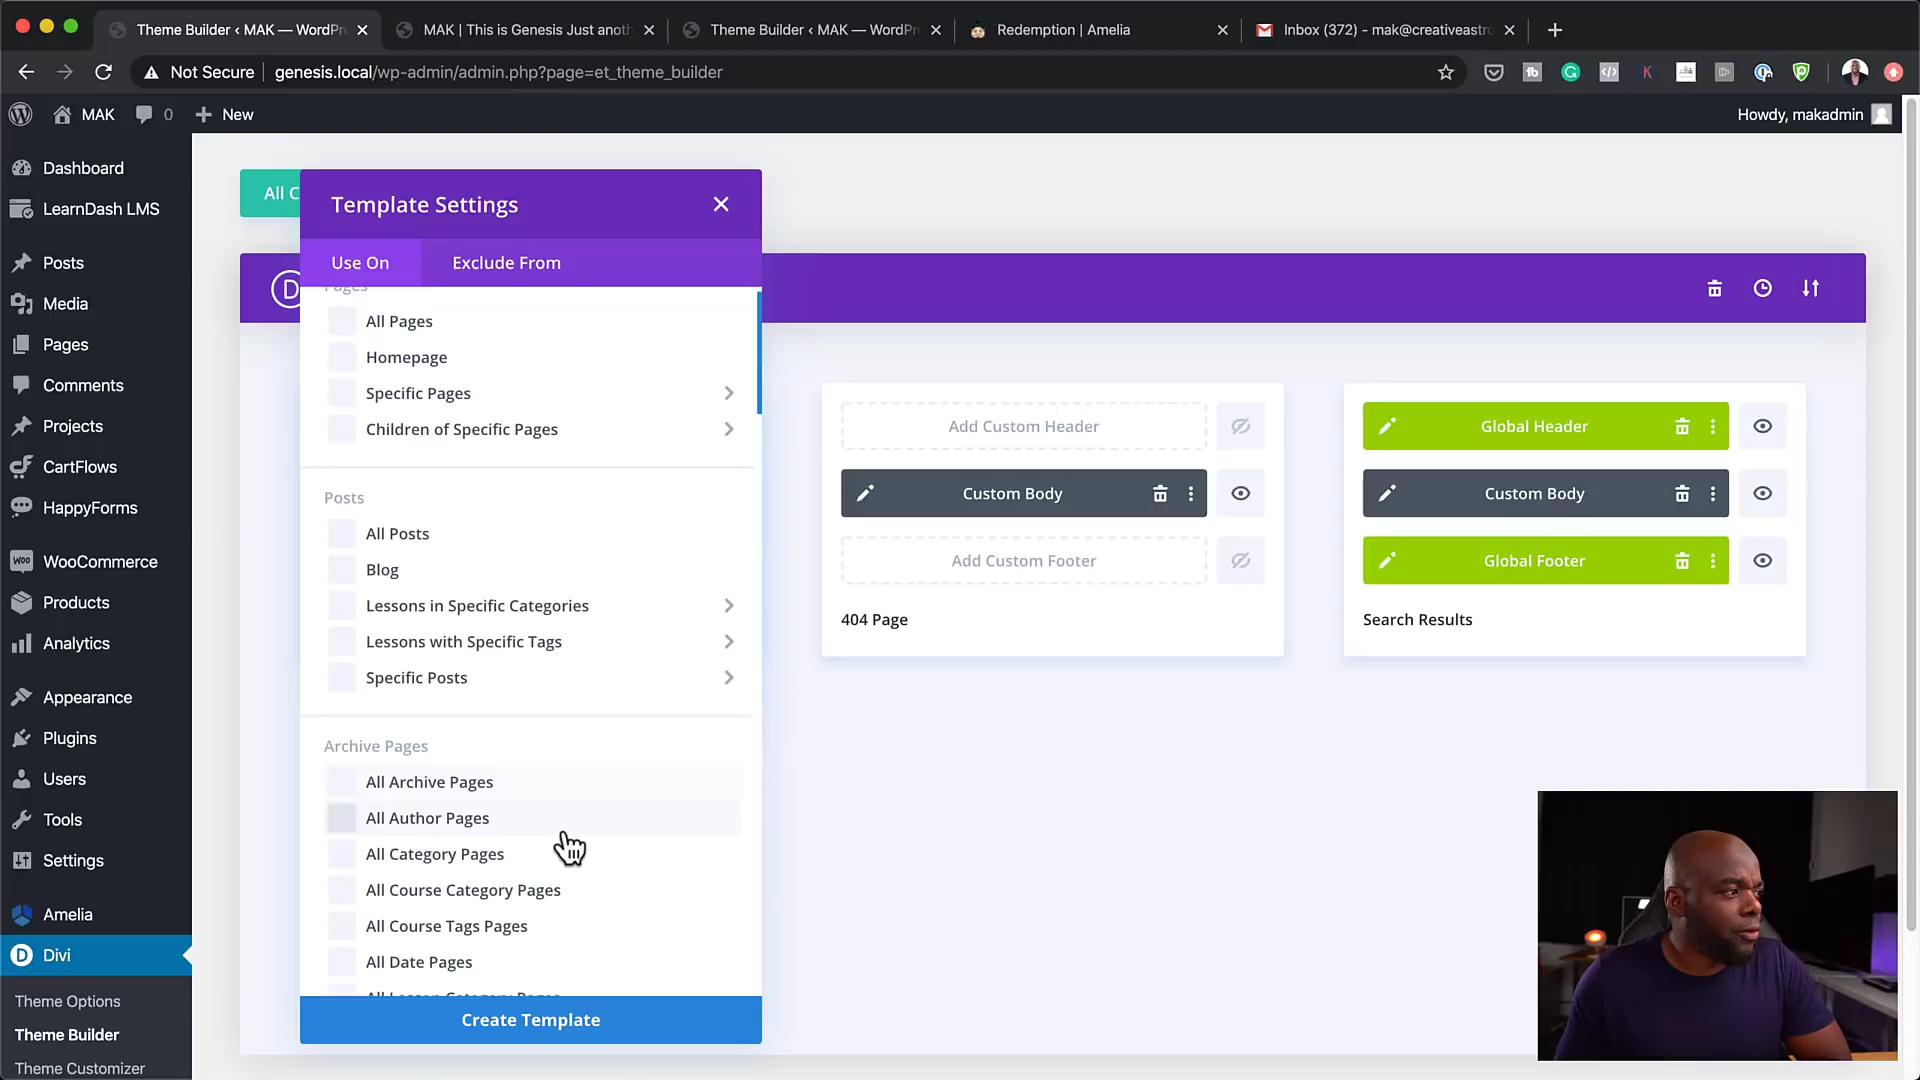 Theme Builder ‹ MAK — WordPr
MAK | This is Genesis Just anoth
Theme Builder ‹ MAK — WordPr
Redemption | Amelia
Inbox (372) - mak@creativeastro
Not Secure
genesis.local/wp-admin/admin.php?page=et_theme_builder
MAK
0
New
Howdy, makadmin
Dashboard
LearnDash LMS
Posts
Media
Pages
Comments
Projects
CartFlows
HappyForms
WooCommerce
Products
Analytics
Appearance
Plugins
Users
Tools
Settings
Amelia
Divi
Theme Options
Theme Builder
Theme Customizer
All C
Template Settings
Use On
Exclude From
Pages
All Pages
Homepage
Specific Pages
Children of Specific Pages
Posts
All Posts
Blog
Lessons in Specific Categories
Lessons with Specific Tags
Specific Posts
Archive Pages
All Archive Pages
All Author Pages
All Category Pages
All Course Category Pages
All Course Tags Pages
All Date Pages
All Lesson Category Pages
Create Template
Add Custom Header
Custom Body
Add Custom Footer
404 Page
Global Header
Custom Body
Global Footer
Search Results